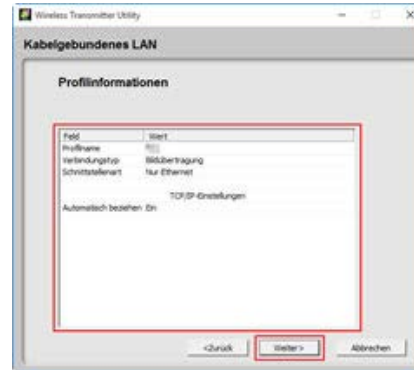 Wireless Transmitter Utility
Kabelgebundenes LAN
Profilinformationen
Feld Wert
Profilname
Verbindungstyp Bildübertragung
Schnittstellenart Nur Ethernet
TCP/IP-Einstellungen
Automatisch beziehen Ein
<Zurück Weiter> Abbrechen